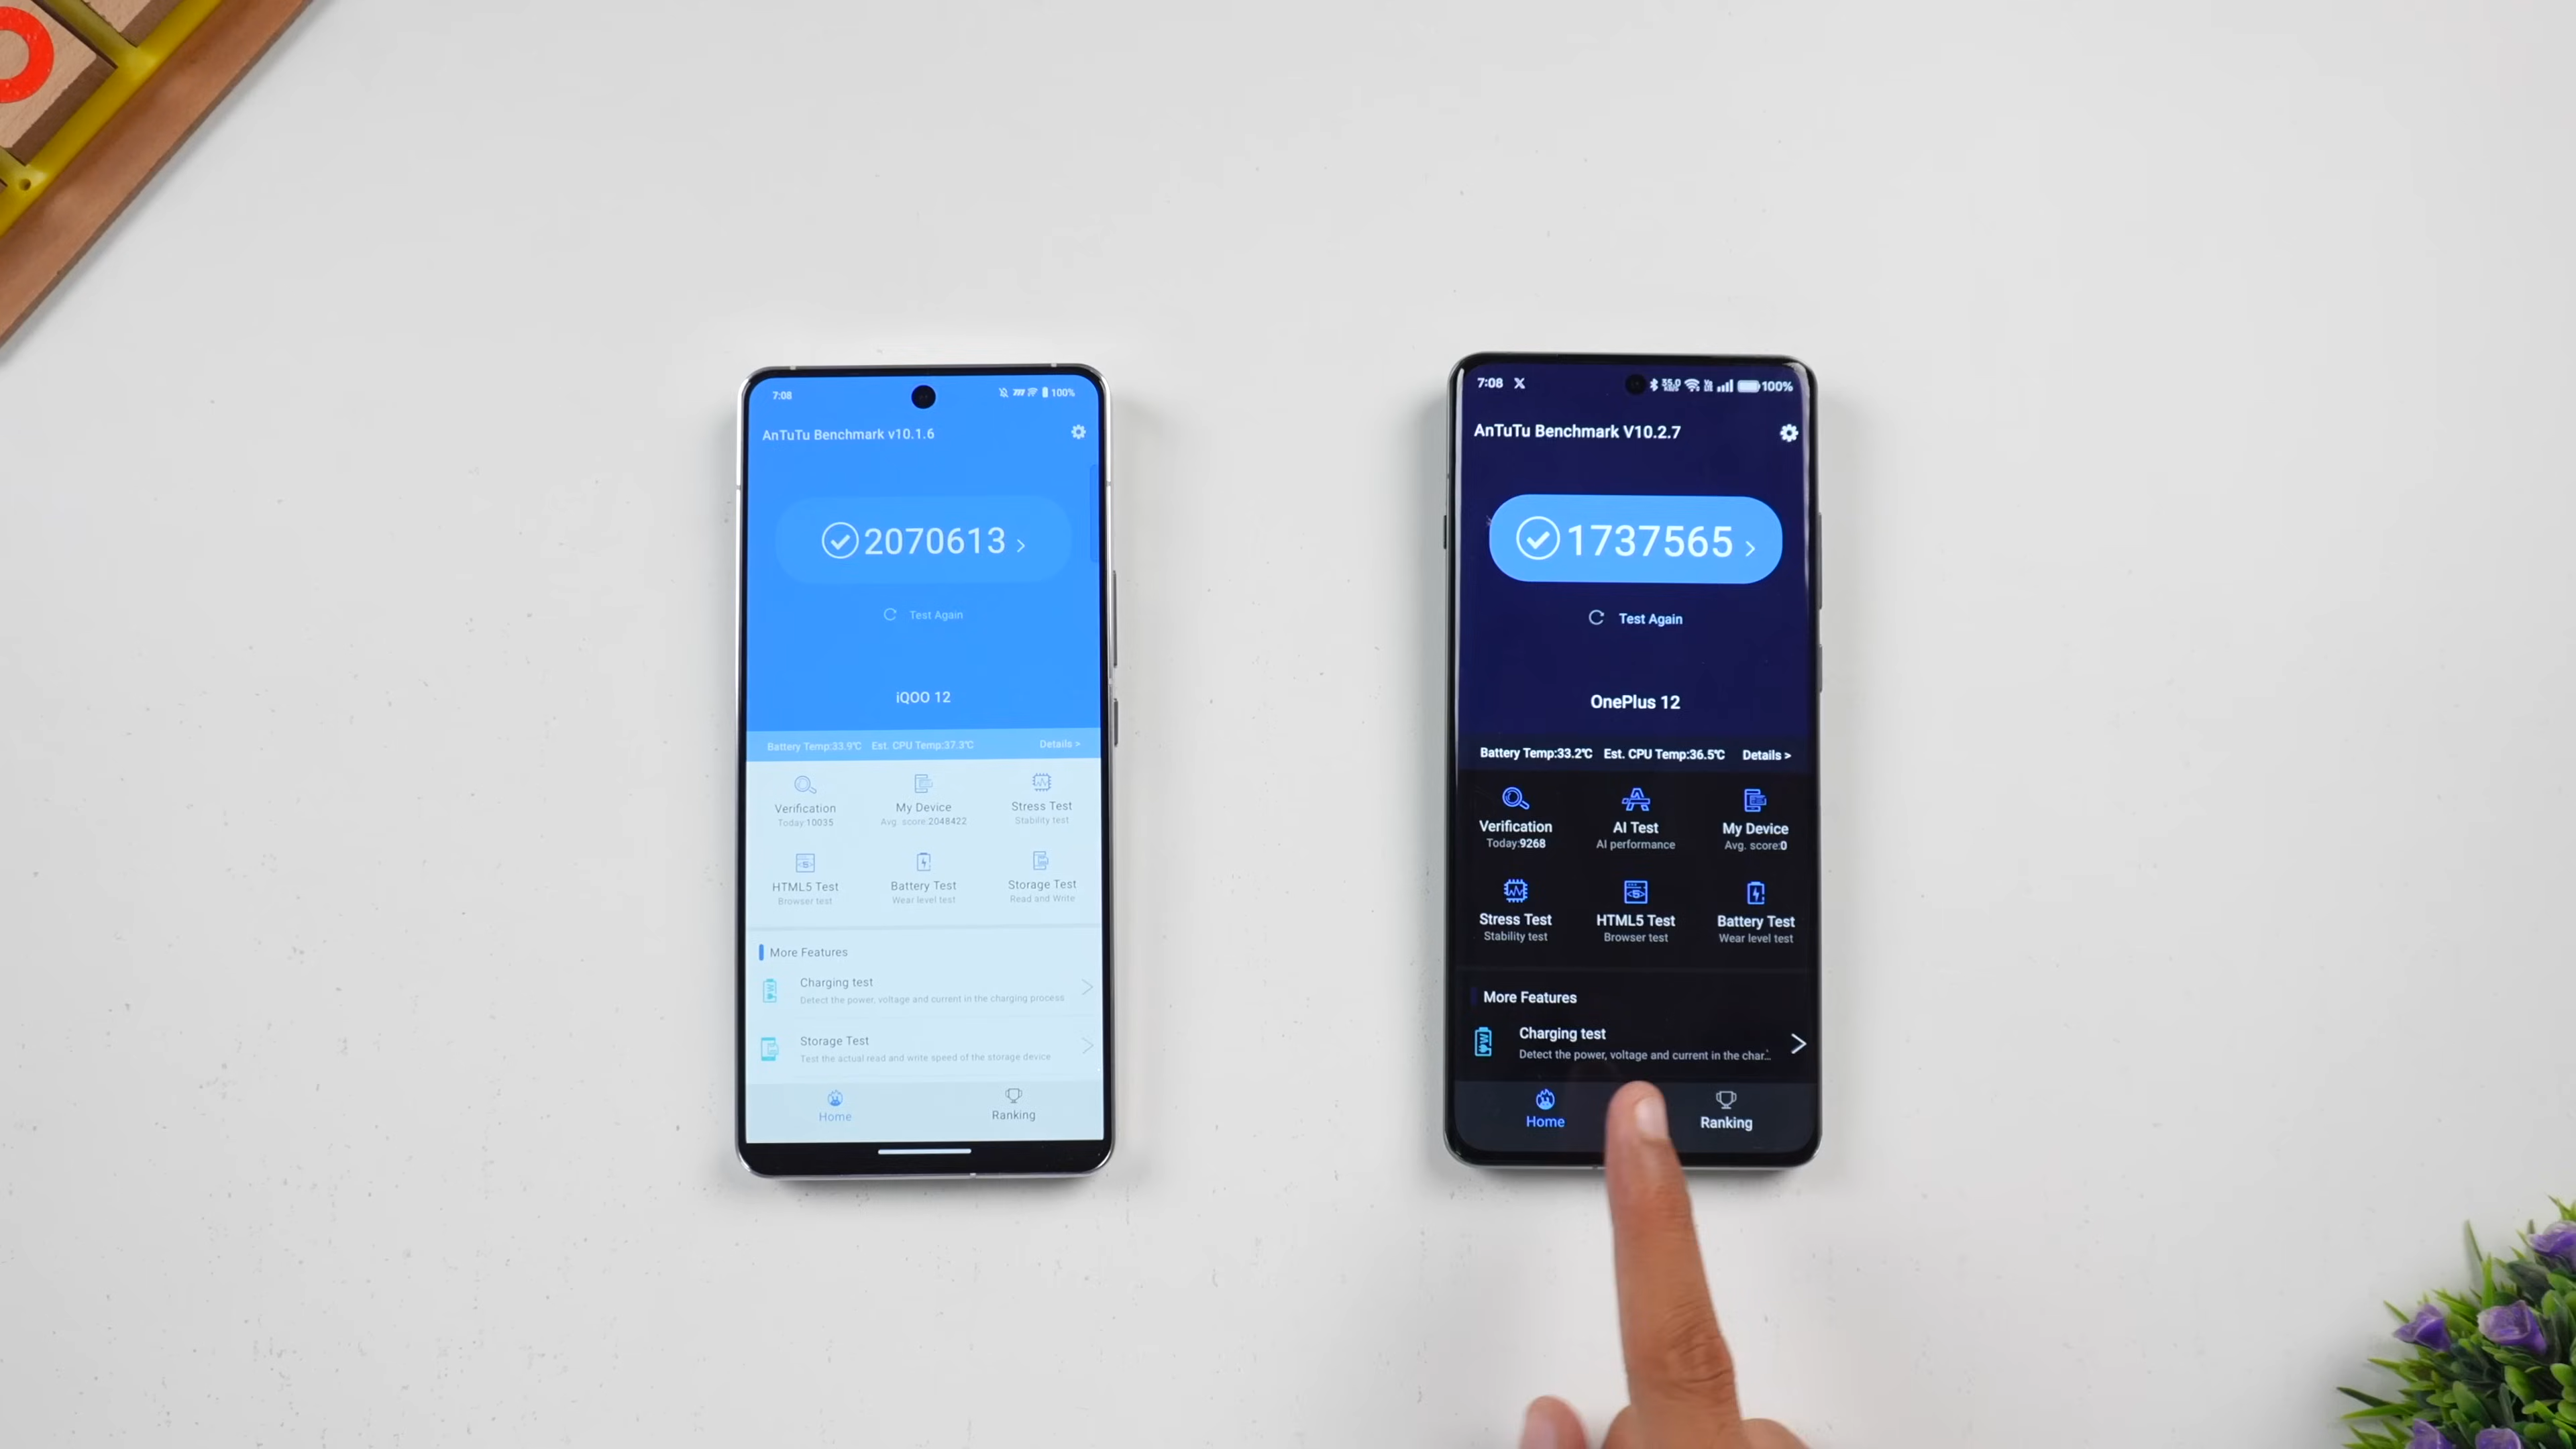 7:08
100%
AnTuTu Benchmark v10.1.6
2070613 >
Test Again
iQOO 12
Battery Temp:33.9℃ Est. CPU Temp:37.3℃ Details >
Verification
Today:10035
My Device
Avg. score:2048422
Stress Test
Stability test
HTML5 Test
Browser test
Battery Test
Wear level test
Storage Test
Read and Write
More Features
Charging test
Detect the power, voltage and current in the charging process
Storage Test
Test the actual read and write speed of the storage device
Home
Ranking
7:08 X
100%
AnTuTu Benchmark V10.2.7
1737565 >
Test Again
OnePlus 12
Battery Temp:33.2℃ Est. CPU Temp:36.5℃ Details >
Verification
Today:9268
AI Test
AI performance
My Device
Avg. score:0
Stress Test
Stability test
HTML5 Test
Browser test
Battery Test
Wear level test
More Features
Charging test
Detect the power, voltage and current in the char...
Home
Ranking